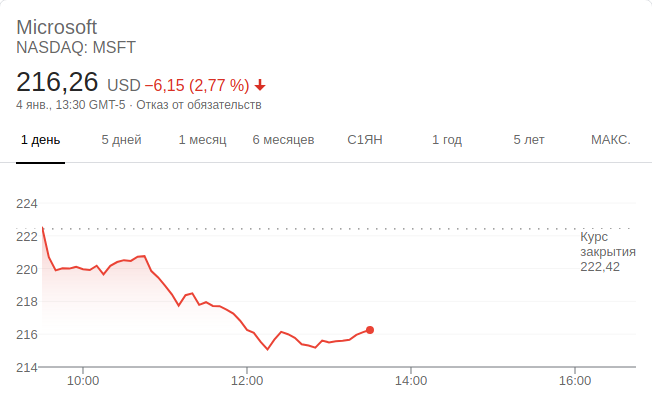 Microsoft
NASDAQ: MSFT
216,26 USD −6,15 (2,77 %)
4 янв., 13:30 GMT-5 · Отказ от обязательств
1 день 5 дней 1 месяц 6 месяцев С1ЯН 1 год 5 лет МАКС.
224
222
220
218
216
214
Курс
закрытия
222,42
10:00 12:00 14:00 16:00